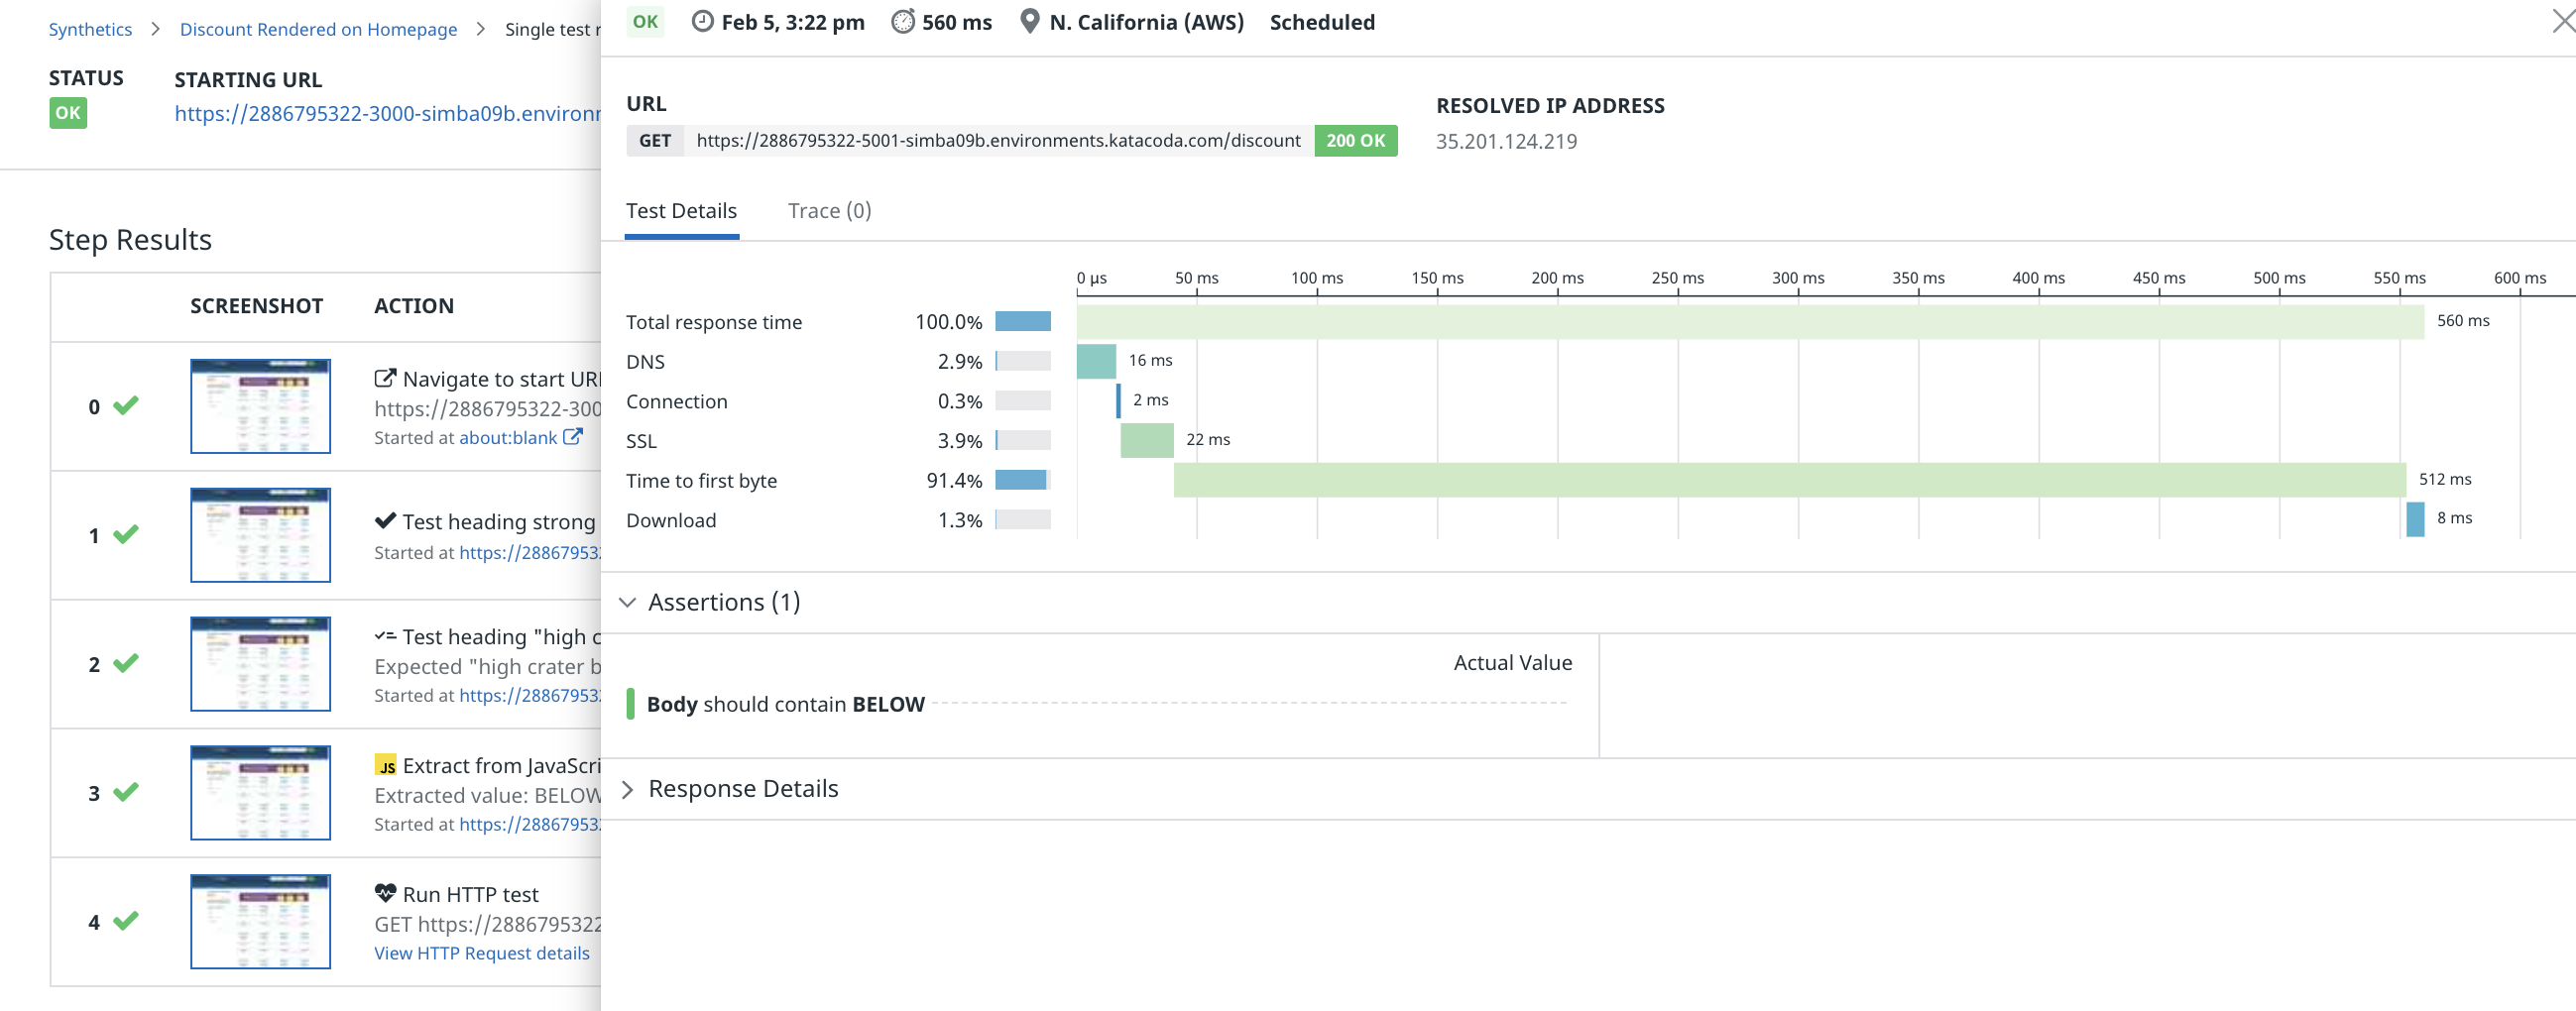 Synthetics > Discount Rendered on Homepage > Single test r
STATUS
OK
STARTING URL
https://2886795322-3000-simba09b.environr
Step Results
SCREENSHOT ACTION
0 Navigate to start URL
https://2886795322-300
Started at about:blank
1 Test heading strong
Started at https://28867953
2 Test heading "high c
Expected "high crater b
Started at https://28867953
3 JS Extract from JavaScri
Extracted value: BELOW
Started at https://28867953
4 Run HTTP test
GET https://2886795322
View HTTP Request details
OK Feb 5, 3:22 pm 560 ms N. California (AWS) Scheduled
URL
GET https://2886795322-5001-simba09b.environments.katacoda.com/discount 200 OK
RESOLVED IP ADDRESS
35.201.124.219
Test Details Trace (0)
0 µs 50 ms 100 ms 150 ms 200 ms 250 ms 300 ms 350 ms 400 ms 450 ms 500 ms 550 ms 600 ms
Total response time 100.0% 560 ms
DNS 2.9% 16 ms
Connection 0.3% 2 ms
SSL 3.9% 22 ms
Time to first byte 91.4% 512 ms
Download 1.3% 8 ms
Assertions (1)
Actual Value
Body should contain BELOW
Response Details